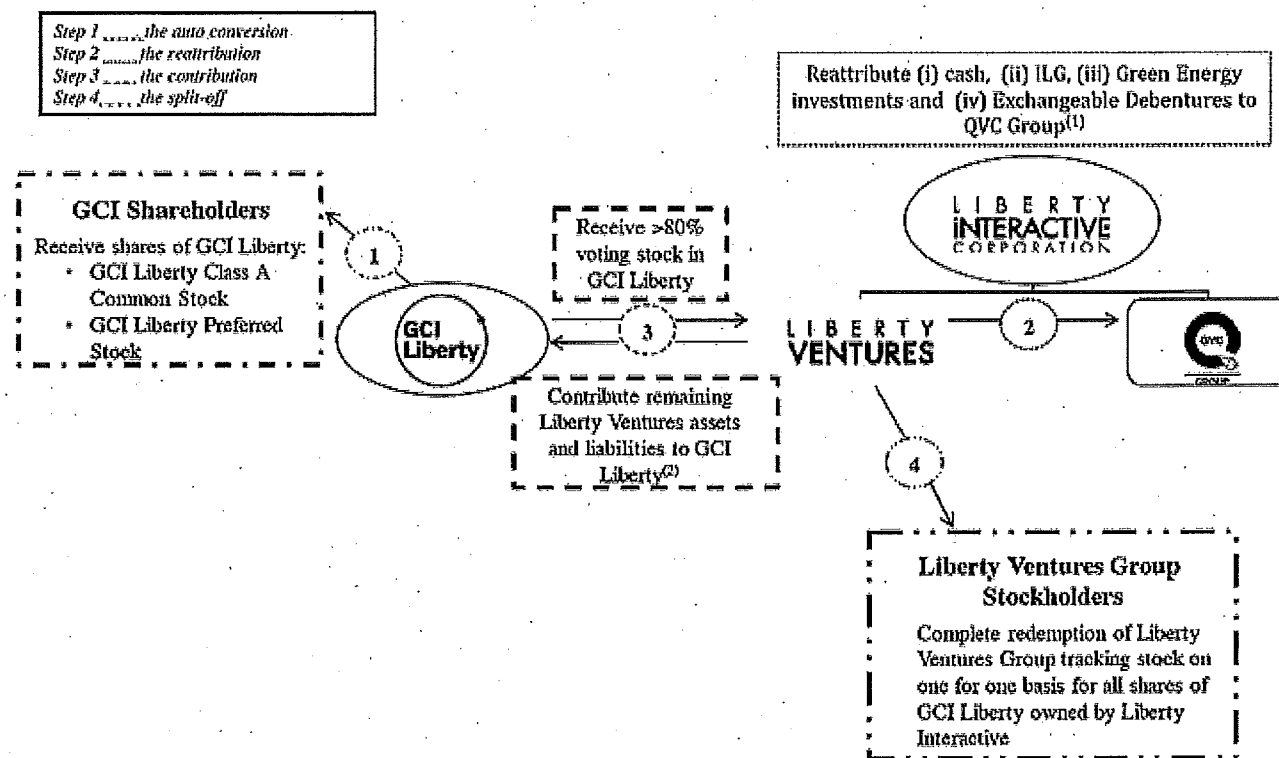 Step 1 ...... the auto conversion
Step 2 ...... the reattribution
Step 3 ...... the contribution
Step 4 ...... the split-off
Reattribute (i) cash, (ii) ILG, (iii) Green Energy
investments and (iv) Exchangeable Debentures to
QVC Group(1)
GCI Shareholders
Receive shares of GCI Liberty:
• GCI Liberty Class A
Common Stock
• GCI Liberty Preferred
Stock
1
GCI
Liberty
Receive >80%
voting stock in
GCI Liberty
3
Contribute remaining
Liberty Ventures assets
and liabilities to GCI
Liberty(2)
LIBERTY
INTERACTIVE
CORPORATION
LIBERTY
VENTURES
2
QVC
GROUP
4
Liberty Ventures Group
Stockholders
Complete redemption of Liberty
Ventures Group tracking stock on
one for one basis for all shares of
GCI Liberty owned by Liberty
Interactive